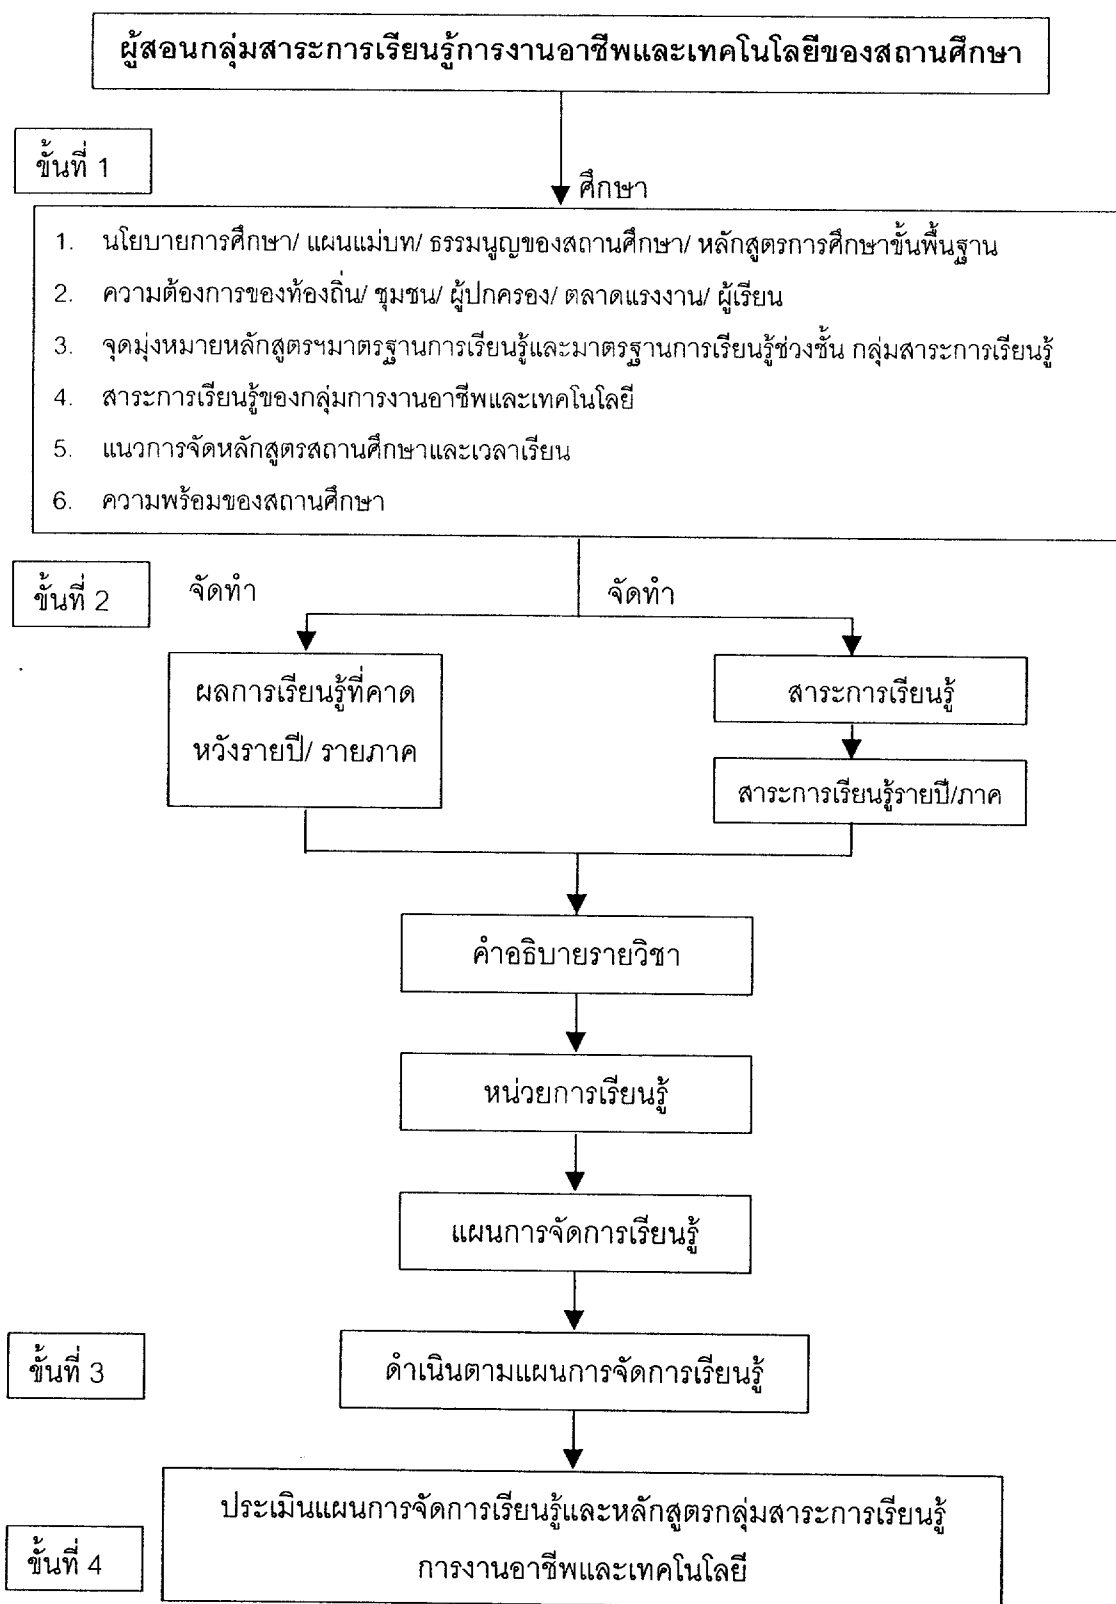 ผู้สอนกลุ่มสาระการเรียนรู้การงานอาชีพและเทคโนโลยีของสถานศึกษา
ขั้นที่ 1
ศึกษา
1. นโยบายการศึกษา/ แผนแม่บท/ ธรรมนูญของสถานศึกษา/ หลักสูตรการศึกษาขั้นพื้นฐาน
2. ความต้องการของท้องถิ่น/ ชุมชน/ ผู้ปกครอง/ ตลาดแรงงาน/ ผู้เรียน
3. จุดมุ่งหมายหลักสูตรฯมาตรฐานการเรียนรู้และมาตรฐานการเรียนรู้ช่วงชั้น กลุ่มสาระการเรียนรู้
4. สาระการเรียนรู้ของกลุ่มการงานอาชีพและเทคโนโลยี
5. แนวการจัดหลักสูตรสถานศึกษาและเวลาเรียน
6. ความพร้อมของสถานศึกษา
ขั้นที่ 2
จัดทำ
จัดทำ
ผลการเรียนรู้ที่คาด
หวังรายปี/ รายภาค
สาระการเรียนรู้
สาระการเรียนรู้รายปี/ภาค
คำอธิบายรายวิชา
หน่วยการเรียนรู้
แผนการจัดการเรียนรู้
ขั้นที่ 3
ดำเนินตามแผนการจัดการเรียนรู้
ประเมินแผนการจัดการเรียนรู้และหลักสูตรกลุ่มสาระการเรียนรู้
การงานอาชีพและเทคโนโลยี
ขั้นที่ 4